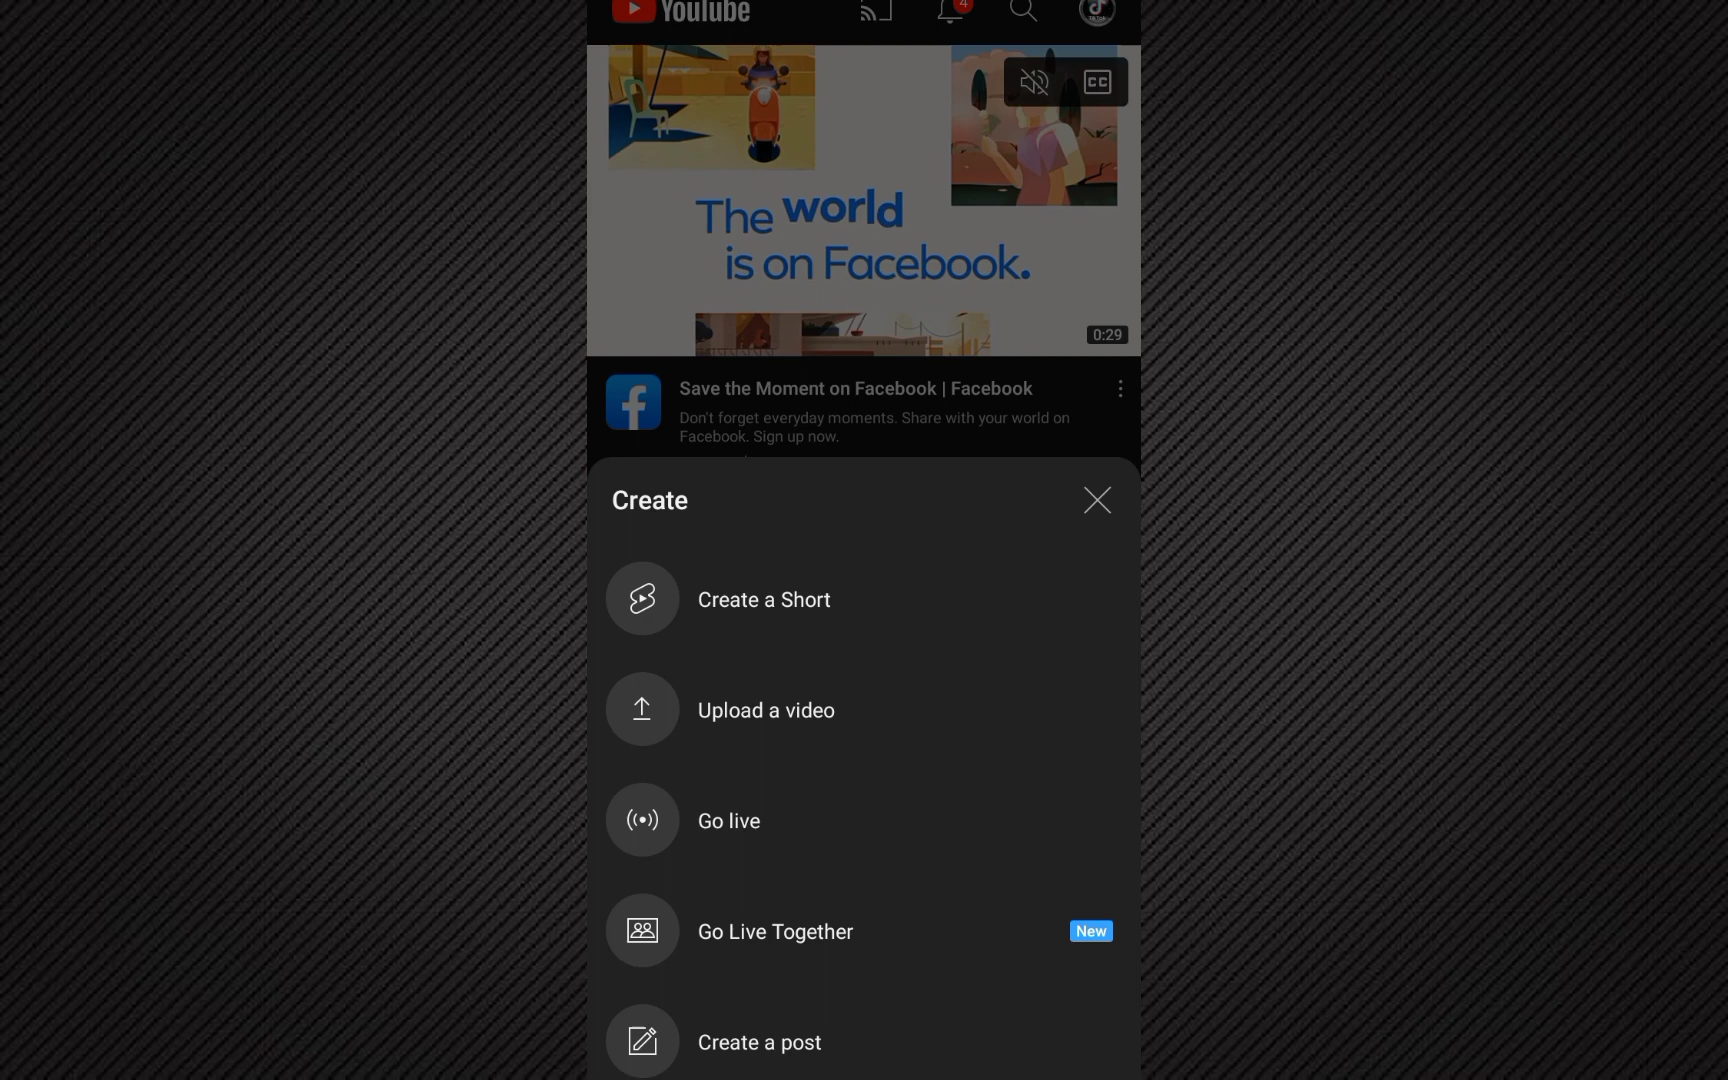 YouTube
4
CC
The world
is on Facebook.
0:29
Save the Moment on Facebook | Facebook
Don't forget everyday moments. Share with your world on
Facebook. Sign up now.
Create
Create a Short
Upload a video
Go live
Go Live Together
New
Create a post